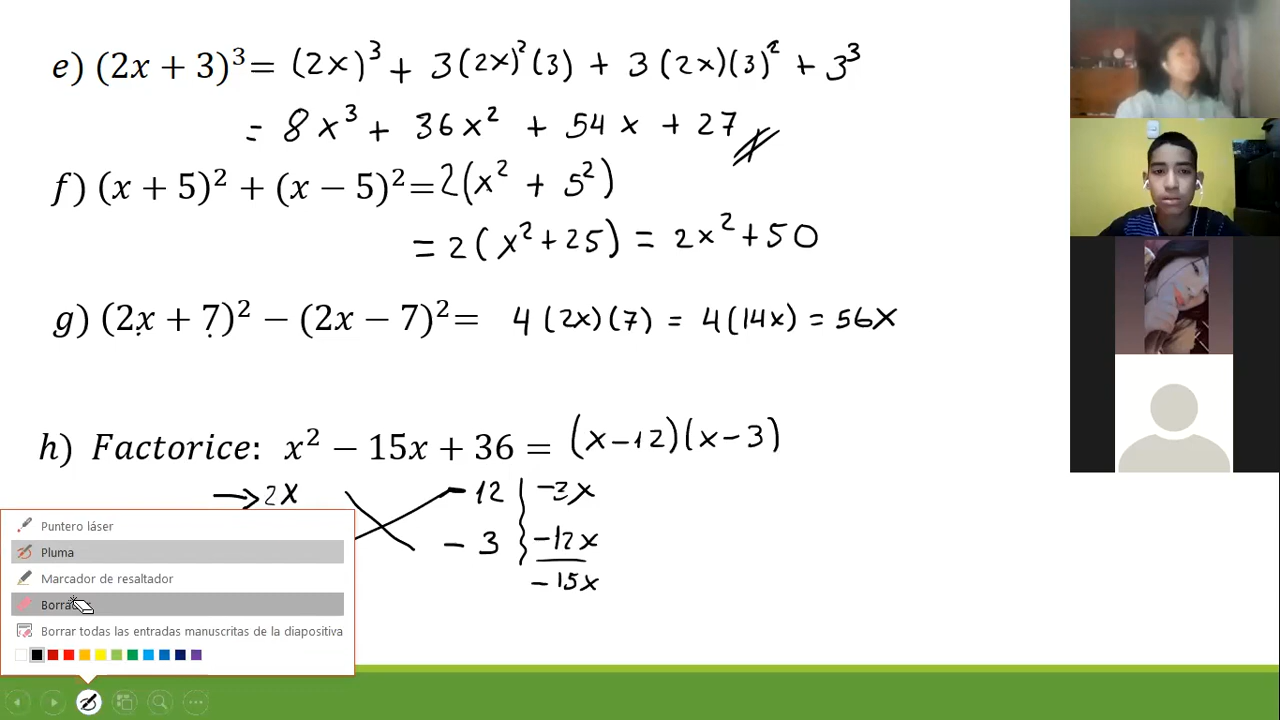 e) (2x + 3)³ = (2x)³ + 3(2x)²(3) + 3(2x)(3)² + 3³
= 8x³ + 36x² + 54x + 27
f) (x + 5)² + (x − 5)² = 2(x² + 5²)
= 2(x² + 25) = 2x² + 50
g) (2x + 7)² − (2x − 7)² = 4(2x)(7) = 4(14x) = 56x
h) Factorice: x² − 15x + 36 = (x − 12)(x − 3)
→ 2x − 12 | −3x
− 3 −12x
−15x
Puntero láser
Pluma
Marcador de resaltador
Borrar todas las entradas manuscritas de la diapositiva